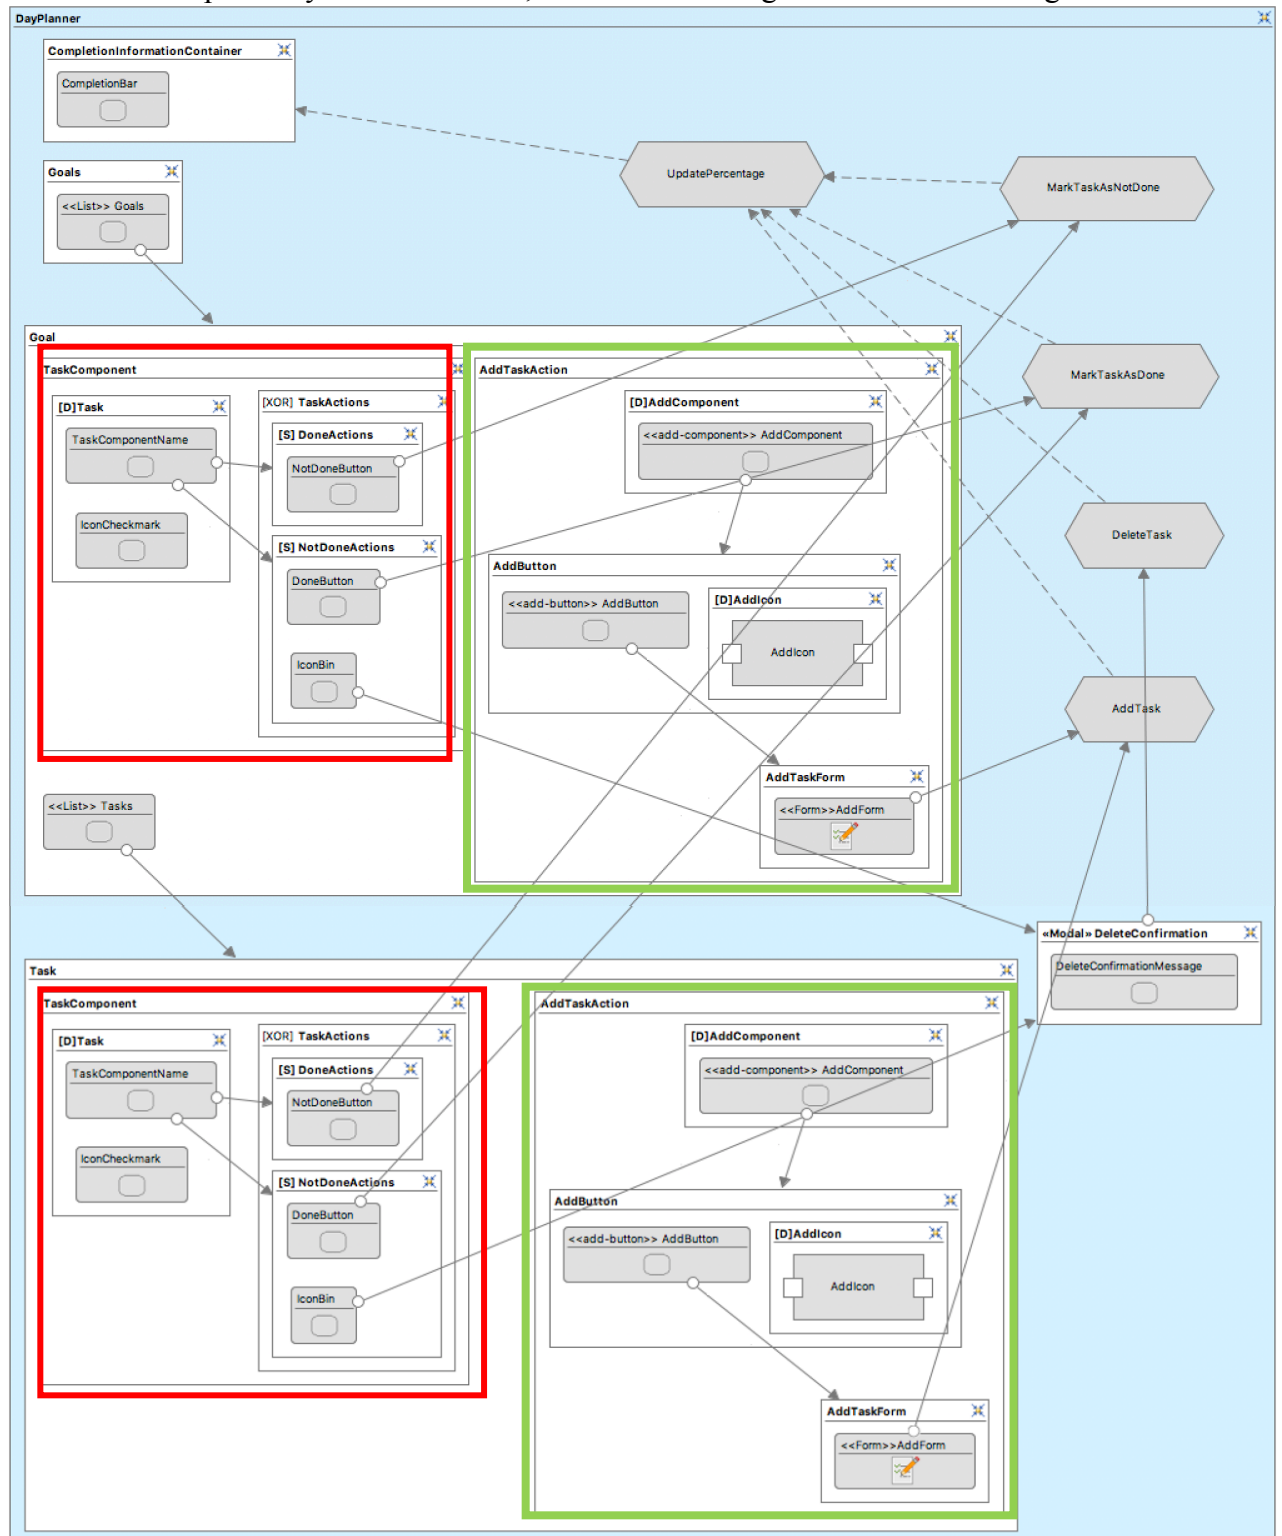 DayPlanner
CompletionInformationContainer
CompletionBar
UpdatePercentage
MarkTaskAsNotDone
Goals
<<List>> Goals
Goal
TaskComponent
AddTaskAction
MarkTaskAsDone
[D]Task
[XOR] TaskActions
[D]AddComponent
TaskComponentName
[S] DoneActions
<<add-component>> AddComponent
NotDoneButton
IconCheckmark
[S] NotDoneActions
DeleteTask
AddButton
DoneButton
<<add-button>> AddButton
[D]AddIcon
AddIcon
IconBin
AddTask
AddTaskForm
<<List>> Tasks
<<Form>>AddForm
«Modal» DeleteConfirmation
DeleteConfirmationMessage
Task
TaskComponent
AddTaskAction
[D]Task
[XOR] TaskActions
[D]AddComponent
TaskComponentName
[S] DoneActions
<<add-component>> AddComponent
NotDoneButton
IconCheckmark
[S] NotDoneActions
AddButton
DoneButton
<<add-button>> AddButton
[D]AddIcon
AddIcon
IconBin
AddTaskForm
<<Form>>AddForm